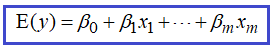 E(y) = β₀ + β₁x₁ + ⋯ + βₘxₘ